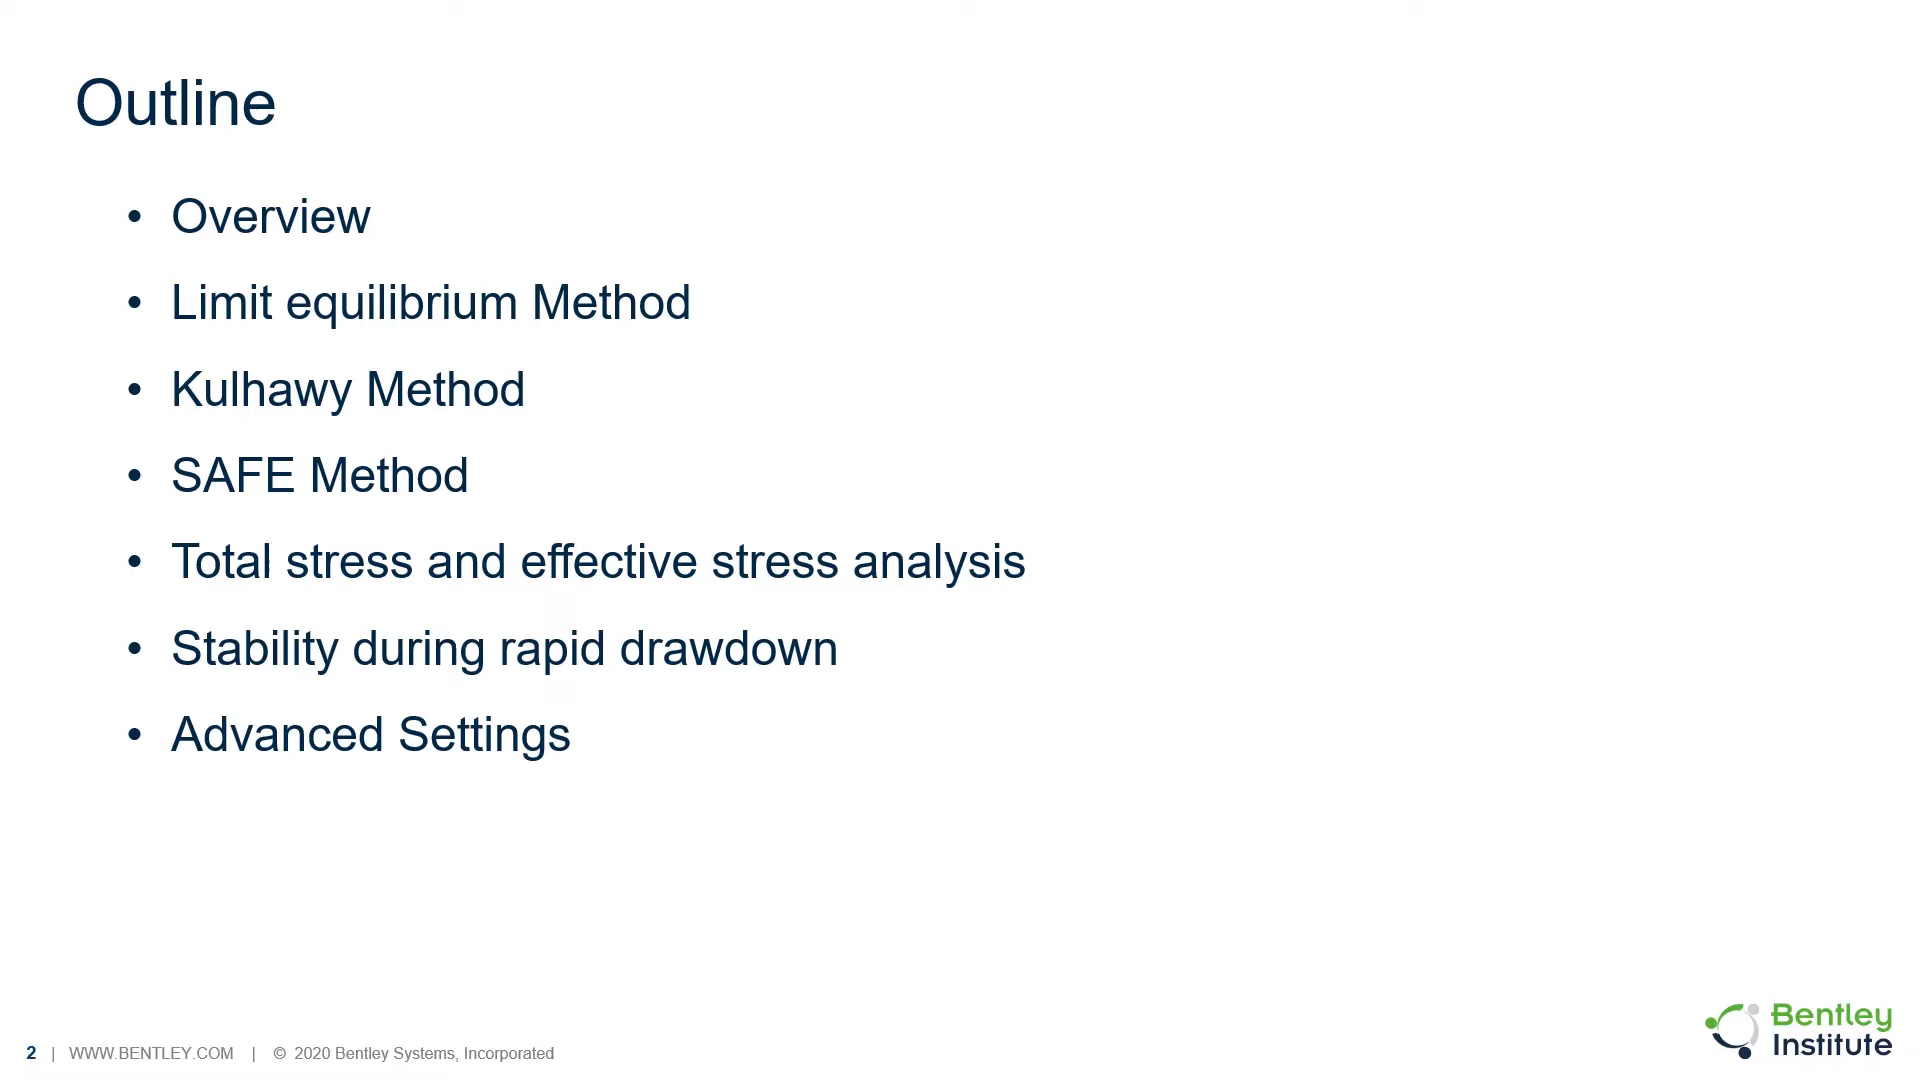 Outline
• Overview
• Limit equilibrium Method
• Kulhawy Method
• SAFE Method
• Total stress and effective stress analysis
• Stability during rapid drawdown
• Advanced Settings
2 | WWW.BENTLEY.COM | © 2020 Bentley Systems, Incorporated
Bentley
Institute